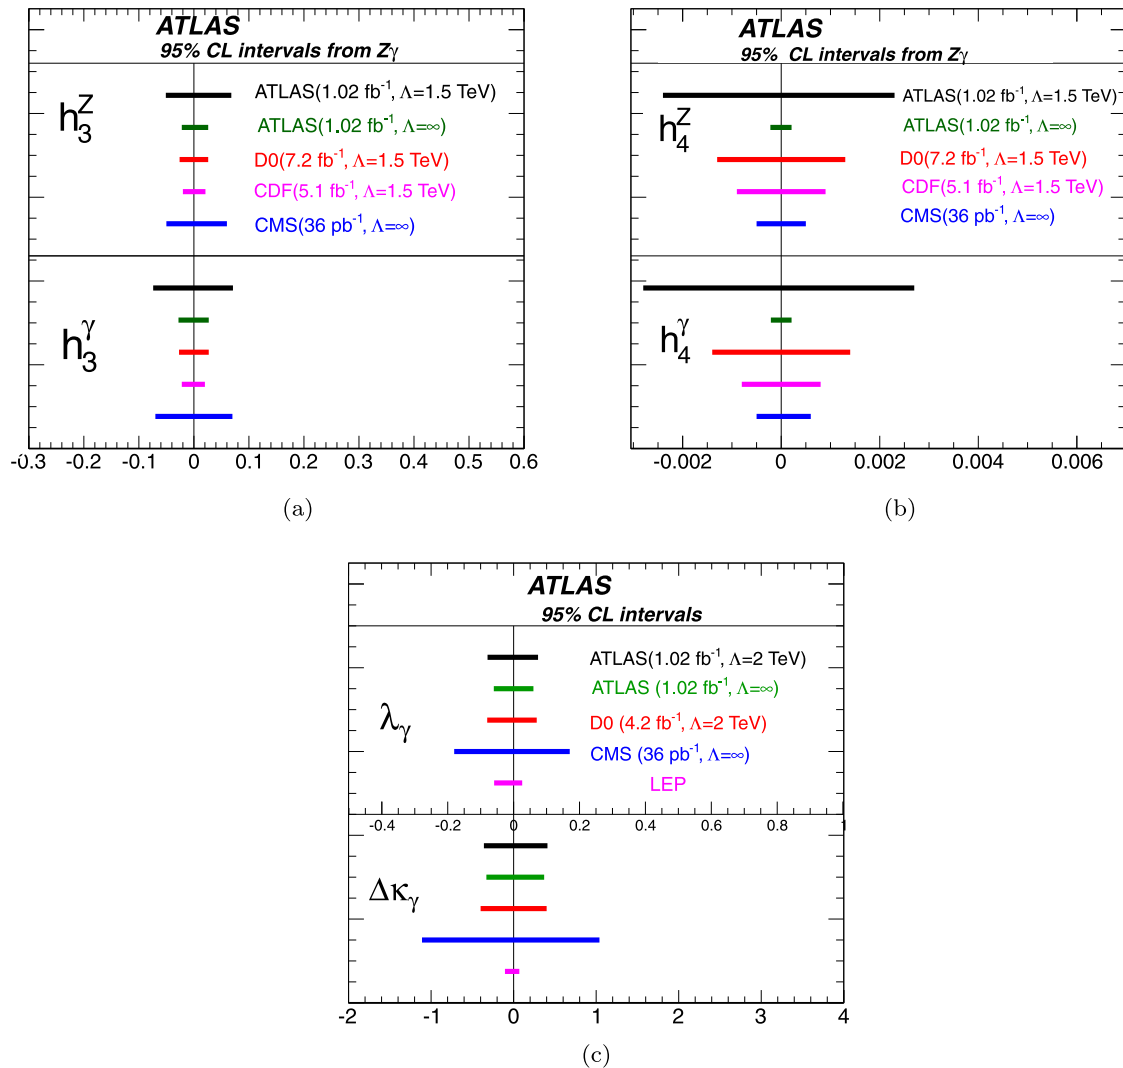 ATLAS
95% CL intervals from Zγ
h₃ᶻ
ATLAS(1.02 fb⁻¹, Λ=1.5 TeV)
ATLAS(1.02 fb⁻¹, Λ=∞)
D0(7.2 fb⁻¹, Λ=1.5 TeV)
CDF(5.1 fb⁻¹, Λ=1.5 TeV)
CMS(36 pb⁻¹, Λ=∞)
h₃ᵞ
-0.3 -0.2 -0.1 0 0.1 0.2 0.3 0.4 0.5 0.6
(a)
ATLAS
95% CL intervals from Zγ
h₄ᶻ
ATLAS(1.02 fb⁻¹, Λ=1.5 TeV)
ATLAS(1.02 fb⁻¹, Λ=∞)
D0(7.2 fb⁻¹, Λ=1.5 TeV)
CDF(5.1 fb⁻¹, Λ=1.5 TeV)
CMS(36 pb⁻¹, Λ=∞)
h₄ᵞ
-0.002 0 0.002 0.004 0.006
(b)
ATLAS
95% CL intervals
λᵧ
ATLAS(1.02 fb⁻¹, Λ=2 TeV)
ATLAS (1.02 fb⁻¹, Λ=∞)
D0 (4.2 fb⁻¹, Λ=2 TeV)
CMS (36 pb⁻¹, Λ=∞)
LEP
-0.4 -0.2 0 0.2 0.4 0.6 0.8 1
Δκᵧ
-2 -1 0 1 2 3 4
(c)